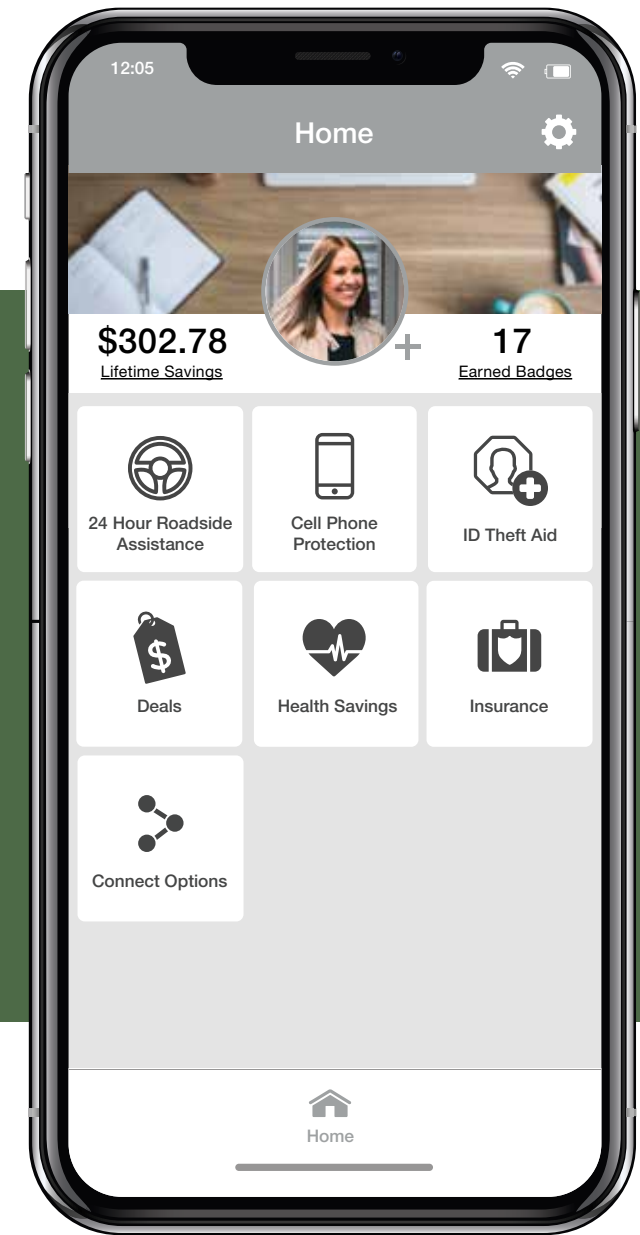 12:05
Home
$302.78
Lifetime Savings
17
Earned Badges
24 Hour Roadside
Assistance
Cell Phone
Protection
ID Theft Aid
Deals
Health Savings
Insurance
Connect Options
Home